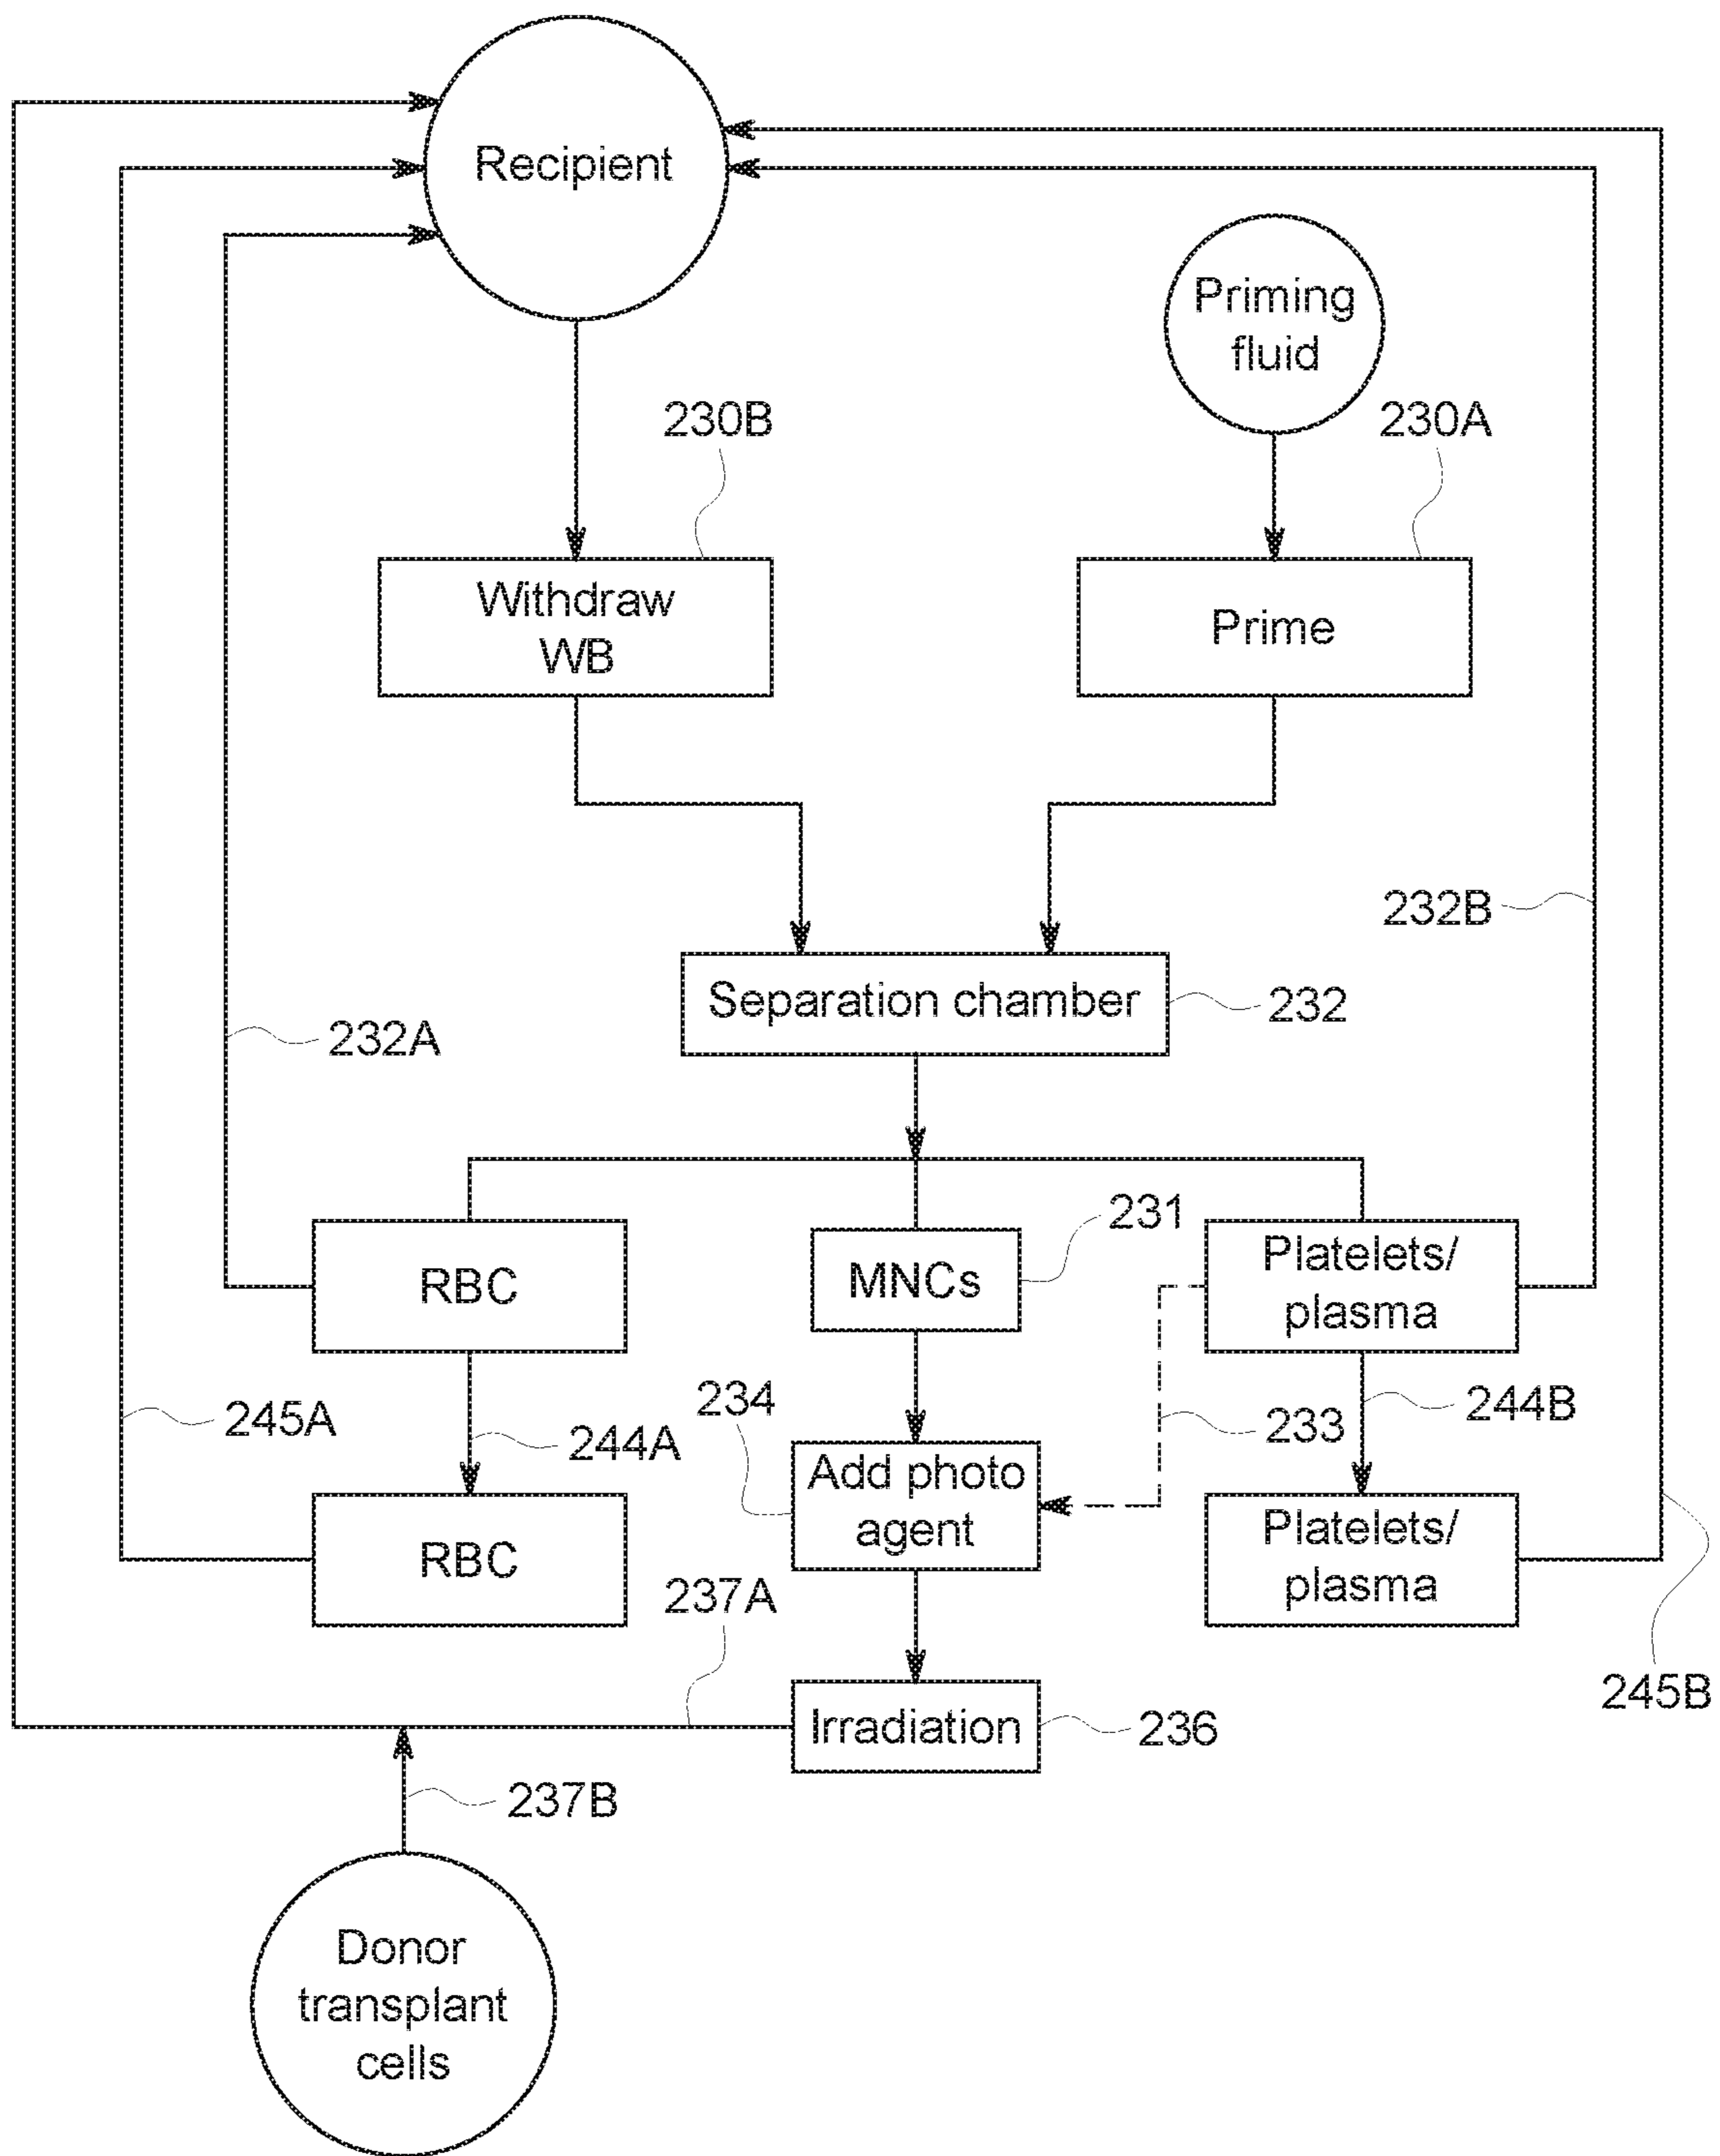 Recipient
Priming
fluid
230B
230A
Withdraw
WB
Prime
232B
Separation chamber
232
232A
231
RBC
MNCs
Platelets/
plasma
234
245A
244A
233
244B
Add photo
agent
RBC
Platelets/
plasma
237A
245B
Irradiation
236
237B
Donor
transplant
cells